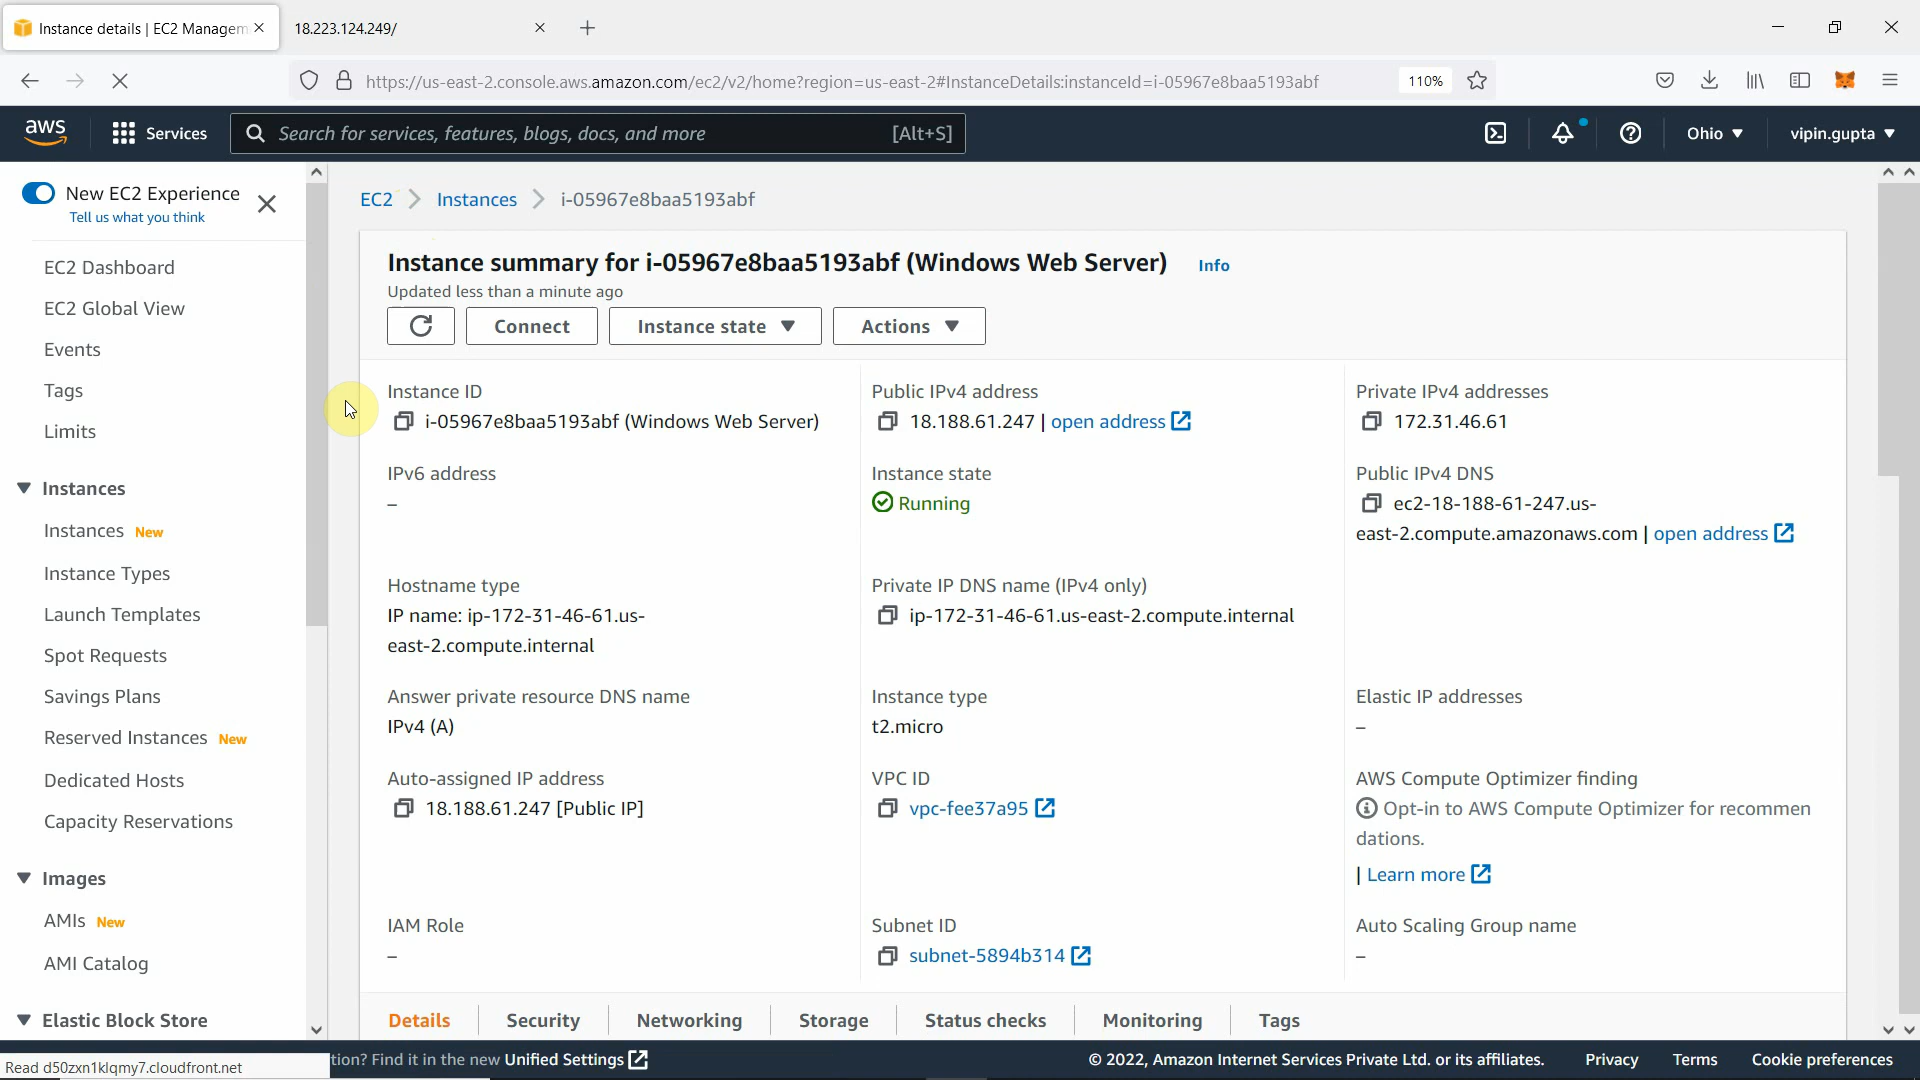 Instance details | EC2 Managem
18.223.124.249/
https://us-east-2.console.aws.amazon.com/ec2/v2/home?region=us-east-2#InstanceDetails:instanceId=i-05967e8baa5193abf
110%
aws
Services
Search for services, features, blogs, docs, and more
[Alt+S]
Ohio
vipin.gupta
New EC2 Experience
Tell us what you think
EC2 Dashboard
EC2 Global View
Events
Tags
Limits
Instances
Instances New
Instance Types
Launch Templates
Spot Requests
Savings Plans
Reserved Instances New
Dedicated Hosts
Capacity Reservations
Images
AMIs New
AMI Catalog
Elastic Block Store
EC2
Instances
i-05967e8baa5193abf
Instance summary for i-05967e8baa5193abf (Windows Web Server)
Info
Updated less than a minute ago
Connect
Instance state
Actions
Instance ID
i-05967e8baa5193abf (Windows Web Server)
Public IPv4 address
18.188.61.247 | open address
Private IPv4 addresses
172.31.46.61
IPv6 address
–
Instance state
Running
Public IPv4 DNS
ec2-18-188-61-247.us-
east-2.compute.amazonaws.com | open address
Hostname type
IP name: ip-172-31-46-61.us-
east-2.compute.internal
Private IP DNS name (IPv4 only)
ip-172-31-46-61.us-east-2.compute.internal
Answer private resource DNS name
IPv4 (A)
Instance type
t2.micro
Elastic IP addresses
–
Auto-assigned IP address
18.188.61.247 [Public IP]
VPC ID
vpc-fee37a95
AWS Compute Optimizer finding
Opt-in to AWS Compute Optimizer for recommen
dations.
| Learn more
IAM Role
–
Subnet ID
subnet-5894b314
Auto Scaling Group name
–
Details
Security
Networking
Storage
Status checks
Monitoring
Tags
Read d50zxn1klqmy7.cloudfront.net
tion? Find it in the new Unified Settings
© 2022, Amazon Internet Services Private Ltd. or its affiliates.
Privacy
Terms
Cookie preferences